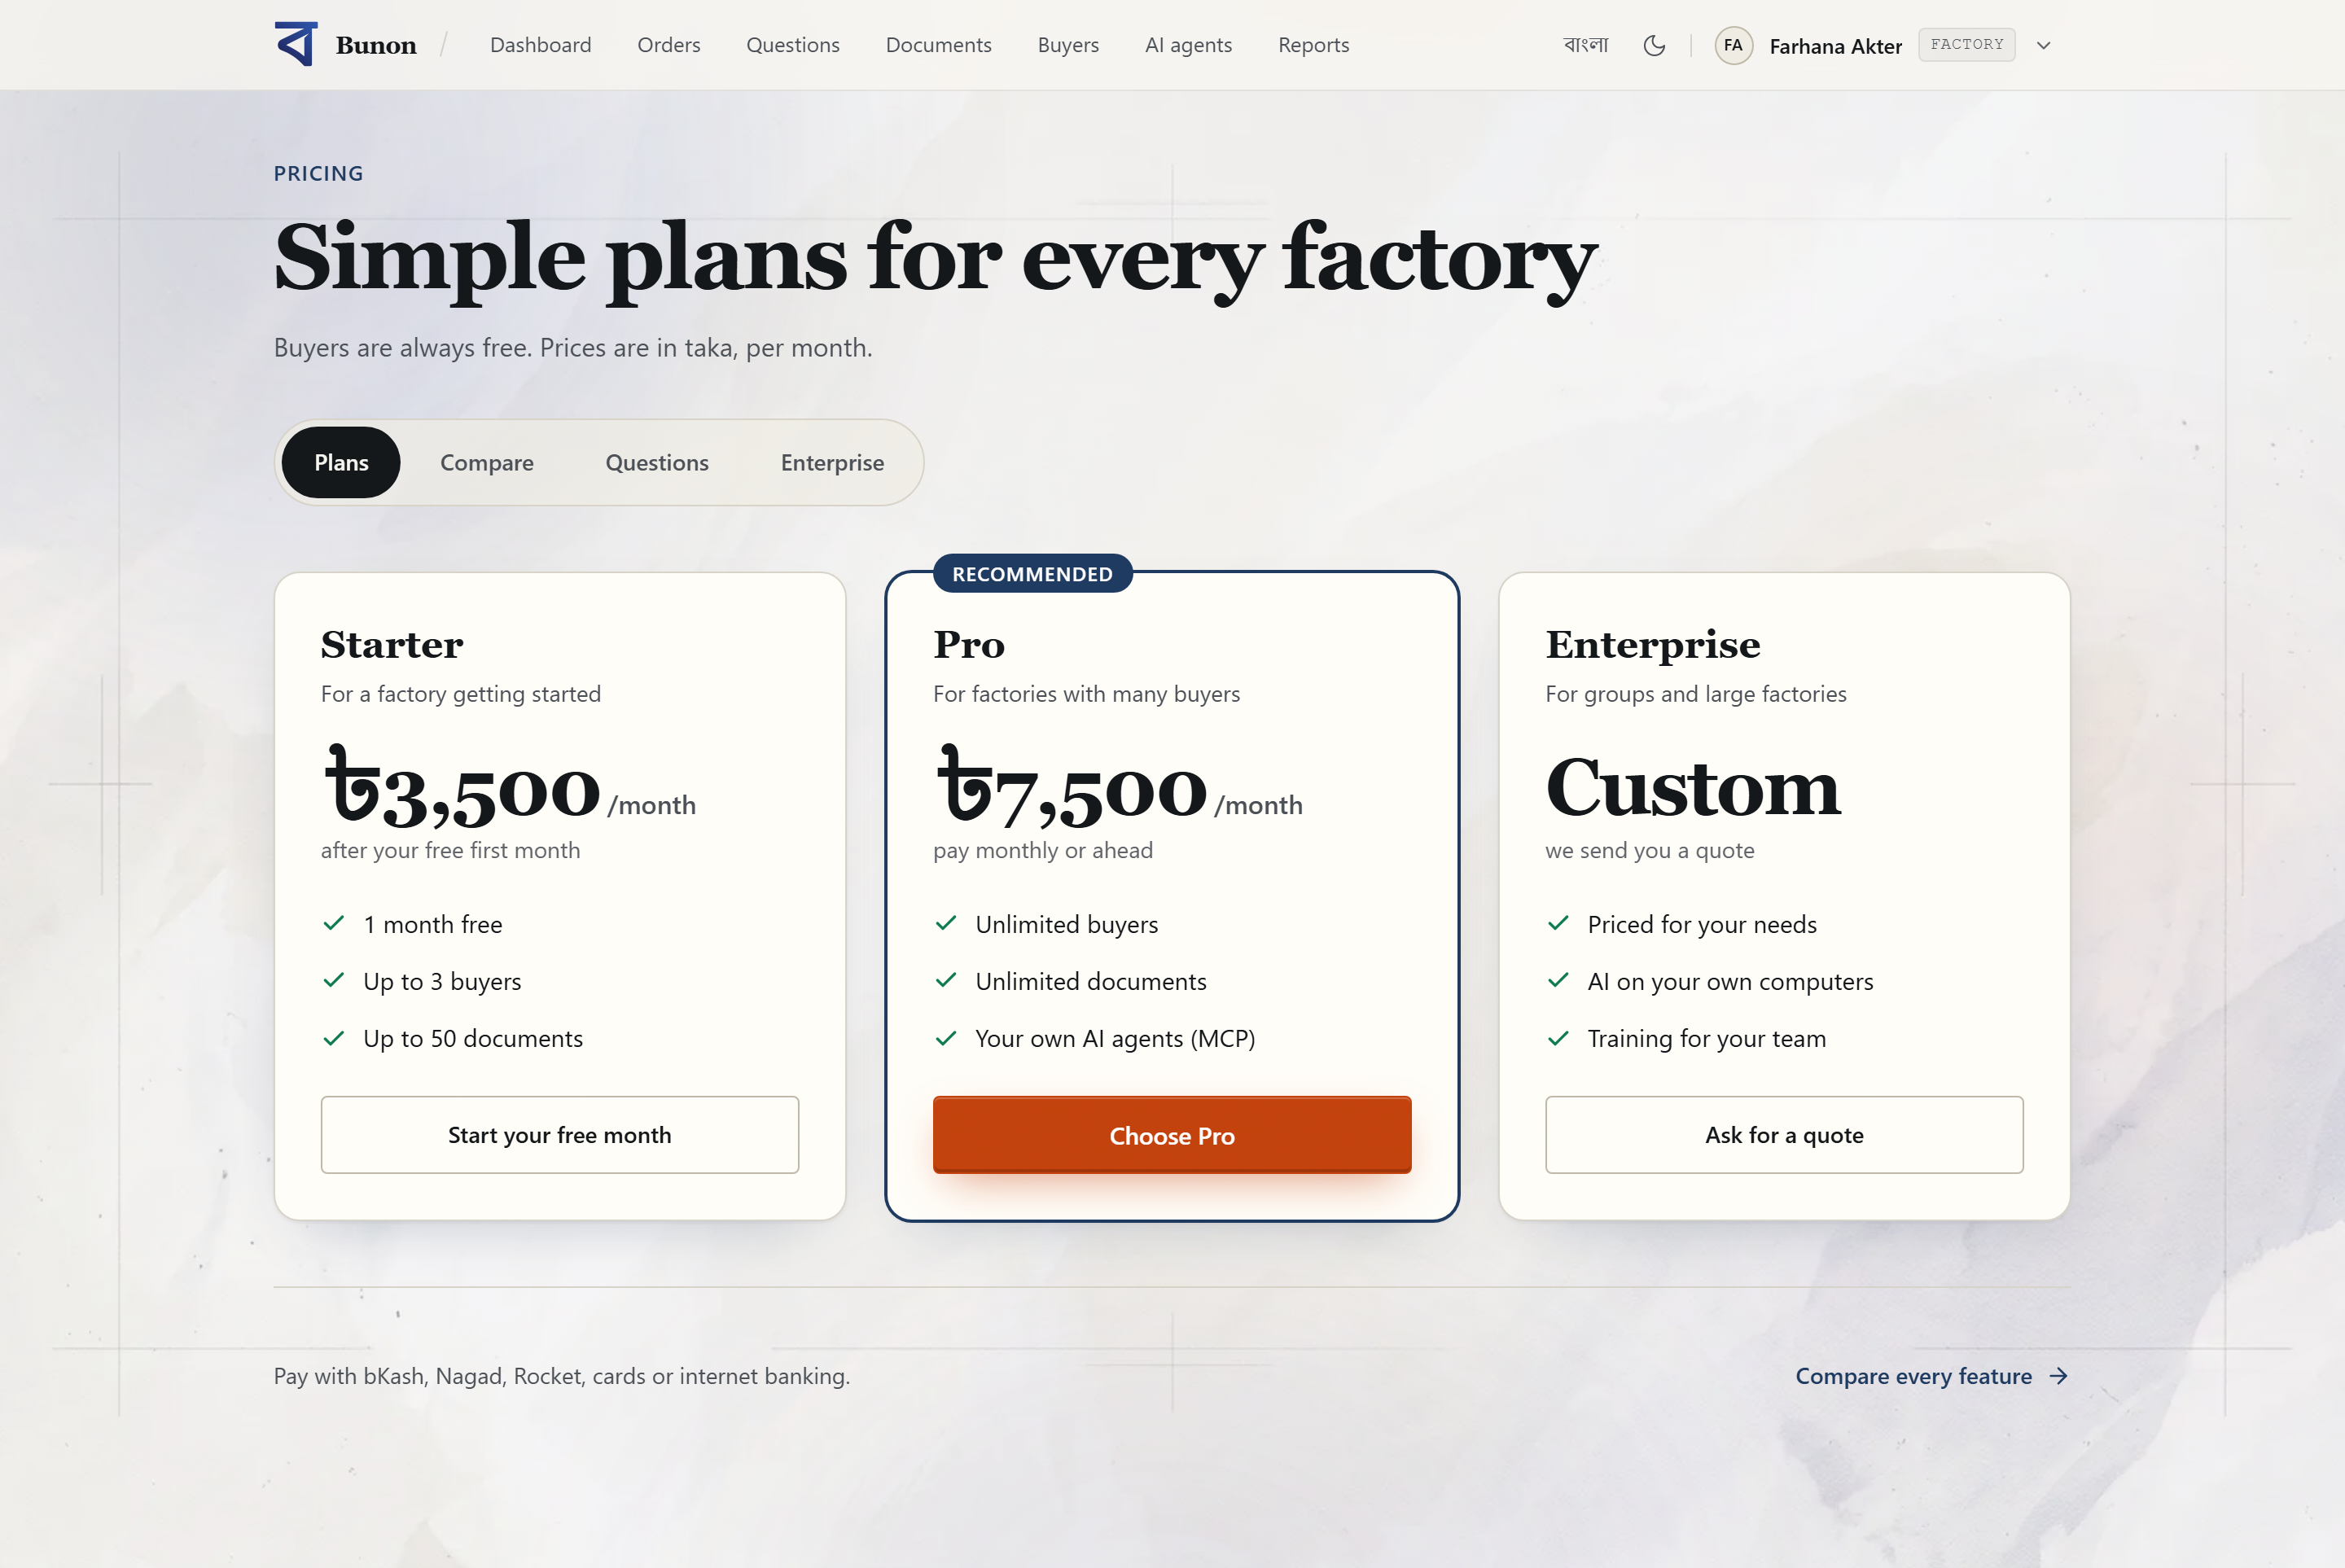 ব Bunon / Dashboard Orders Questions Documents Buyers AI agents Reports বাংলা FA Farhana Akter FACTORY
PRICING
Simple plans for every factory
Buyers are always free. Prices are in taka, per month.
Plans Compare Questions Enterprise
RECOMMENDED
Starter
For a factory getting started
৳3,500 /month
after your free first month
1 month free
Up to 3 buyers
Up to 50 documents
Start your free month
Pro
For factories with many buyers
৳7,500 /month
pay monthly or ahead
Unlimited buyers
Unlimited documents
Your own AI agents (MCP)
Choose Pro
Enterprise
For groups and large factories
Custom
we send you a quote
Priced for your needs
AI on your own computers
Training for your team
Ask for a quote
Pay with bKash, Nagad, Rocket, cards or internet banking.
Compare every feature →